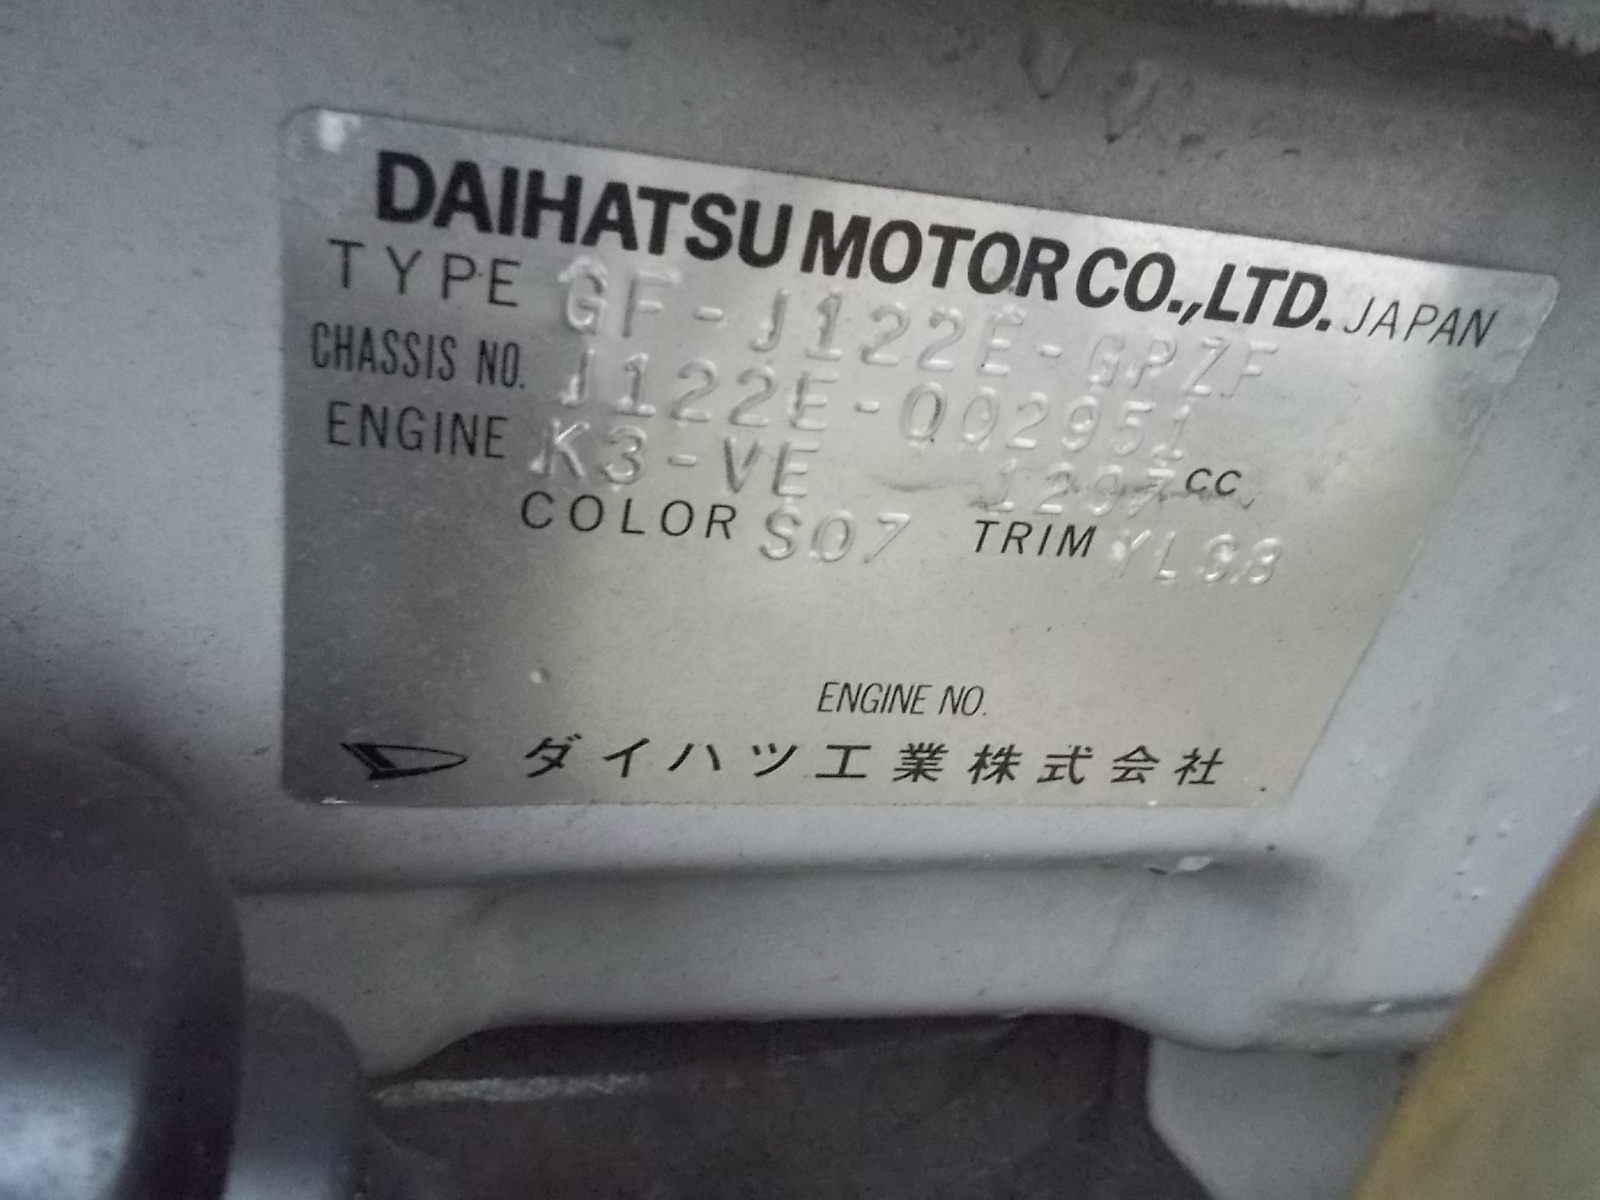 DAIHATSU MOTOR CO.,LTD. JAPAN
TYPE GF-J122E-GPZF
CHASSIS NO. J122E-002951
ENGINE K3-VE 1297 CC
COLOR S07 TRIM
ENGINE NO.
ダイハツ工業株式会社